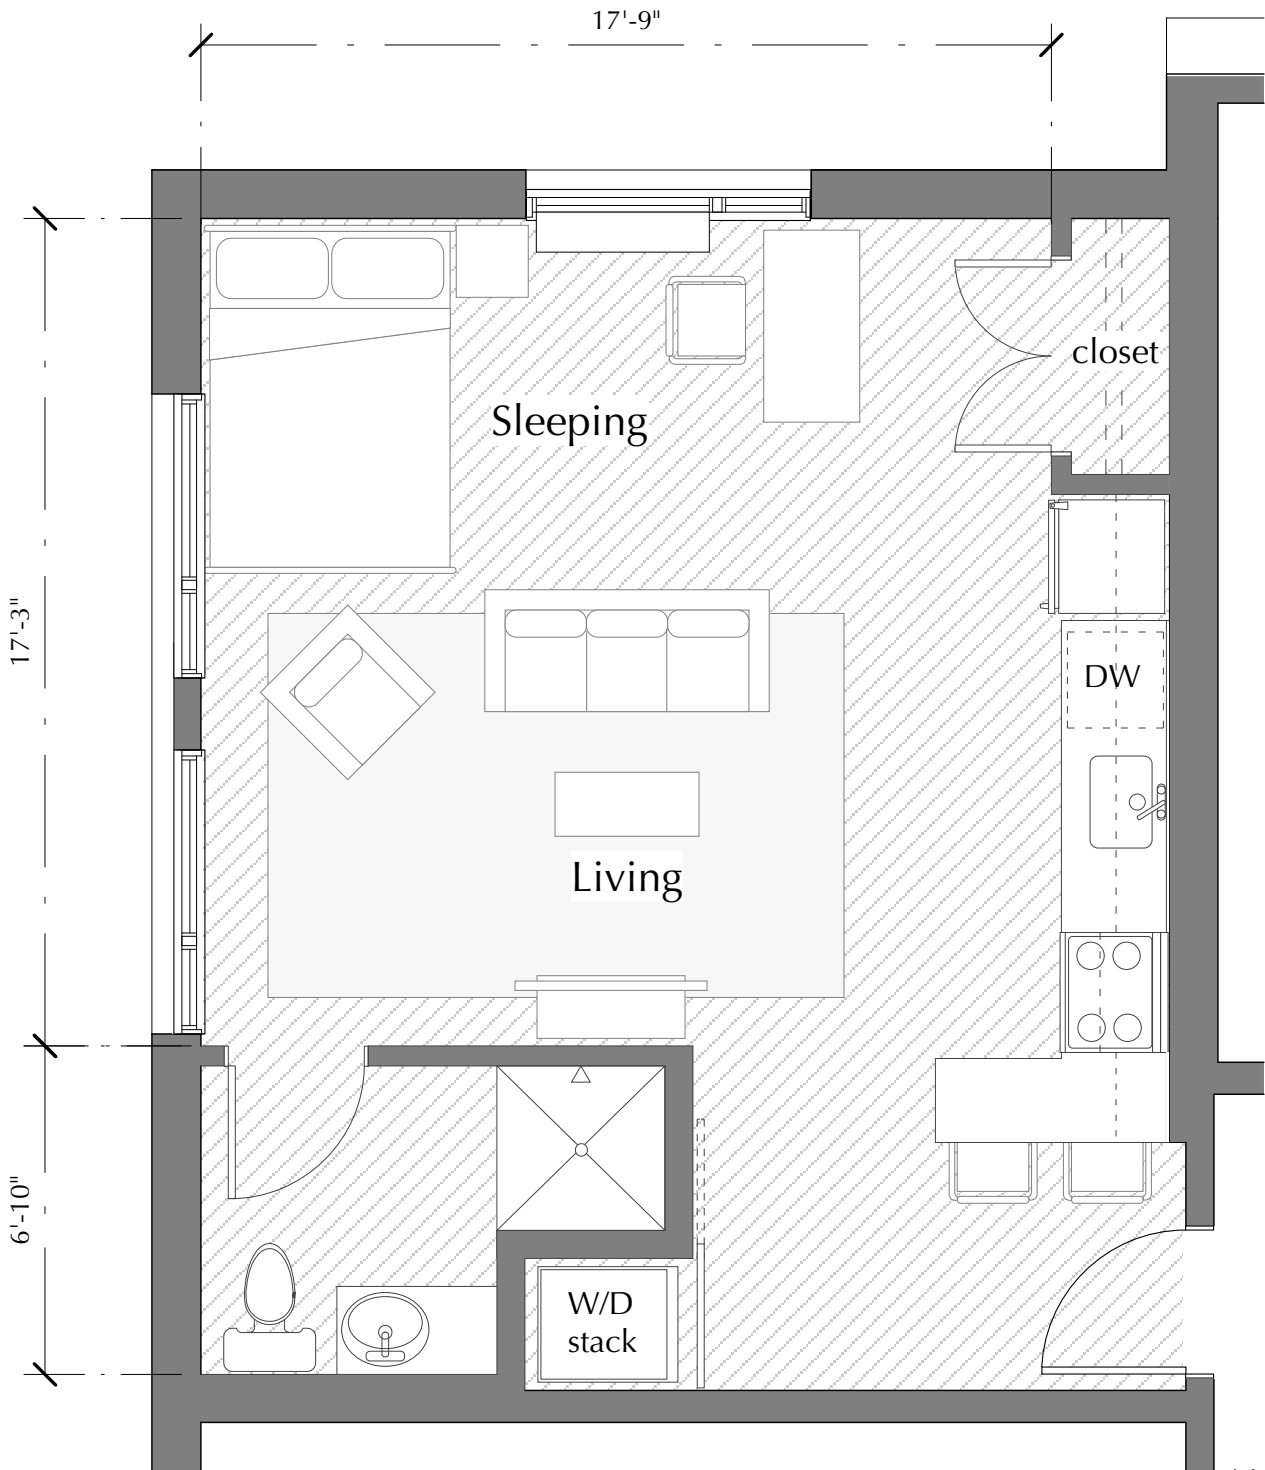 17'-9"
closet
Sleeping
17'-3"
DW
Living
6'-10"
W/D
stack